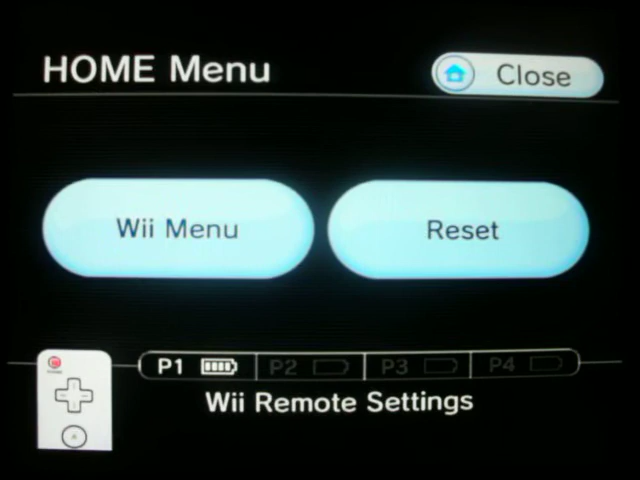 HOME Menu
Close
Wii Menu
Reset
P1 P2 P3 P4
Wii Remote Settings